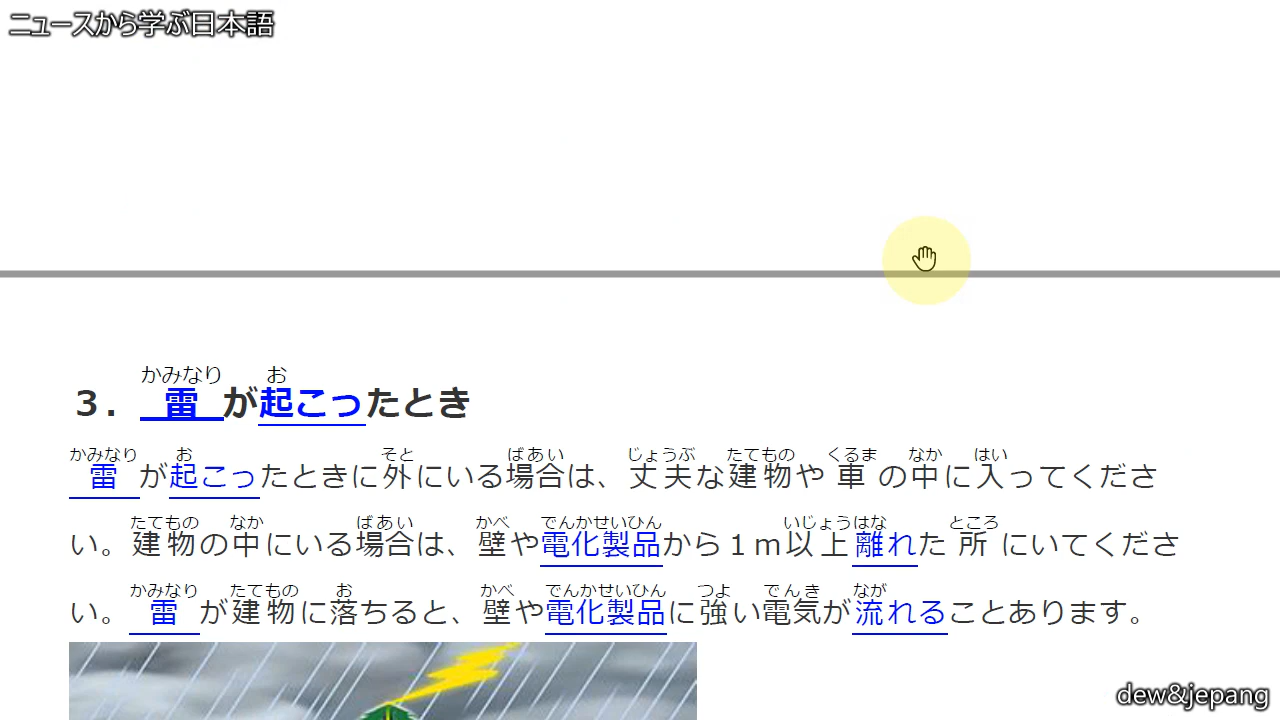 ニュースから学ぶ日本語
かみなり お
３．雷が起こったとき
かみなり お そと ばあい じょうぶ たてもの くるま なか はい
雷が起こったときに外にいる場合は、丈夫な建物や車の中に入ってくださ
たてもの なか ばあい かべ でんかせいひん いじょうはな ところ
い。建物の中にいる場合は、壁や電化製品から１ｍ以上離れた所にいてくださ
かみなり たてもの お かべ でんかせいひん つよ でんき なが
い。雷が建物に落ちると、壁や電化製品に強い電気が流れることあります。
dew&jepang